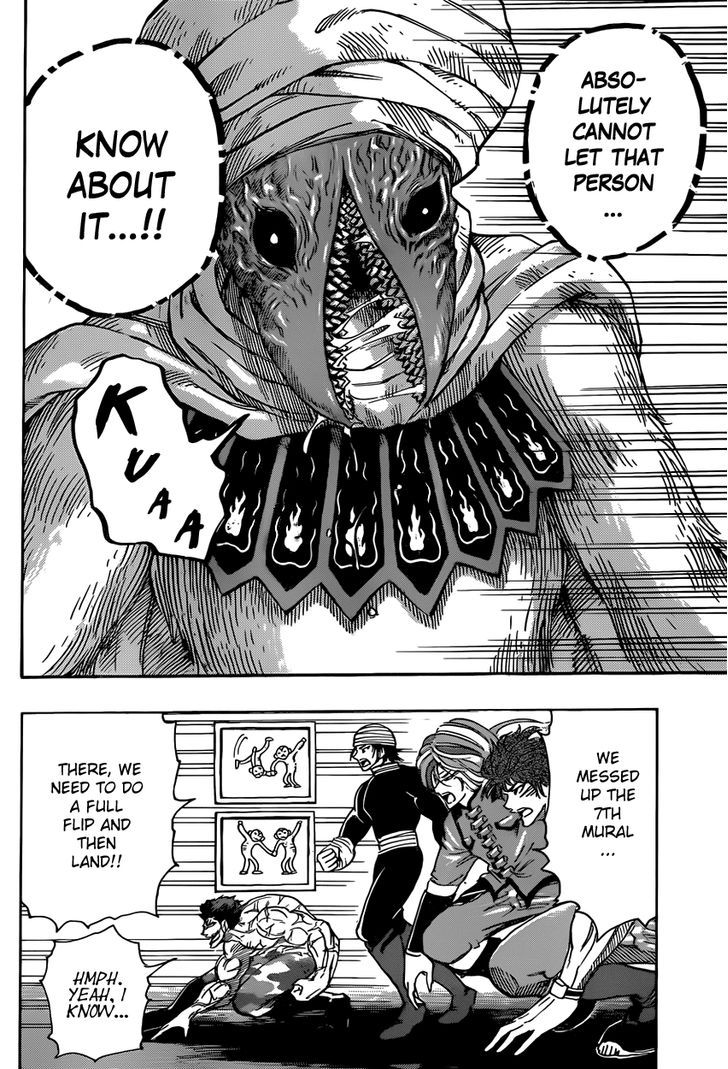 ABSO-
LUTELY
CANNOT
LET THAT
PERSON
...
KNOW
ABOUT
IT...!!
KUAA
WE
MESSED
UP THE
7TH
MURAL
...
THERE, WE
NEED TO DO
A FULL
FLIP AND
THEN
LAND!!
HMPH.
YEAH, I
KNOW...